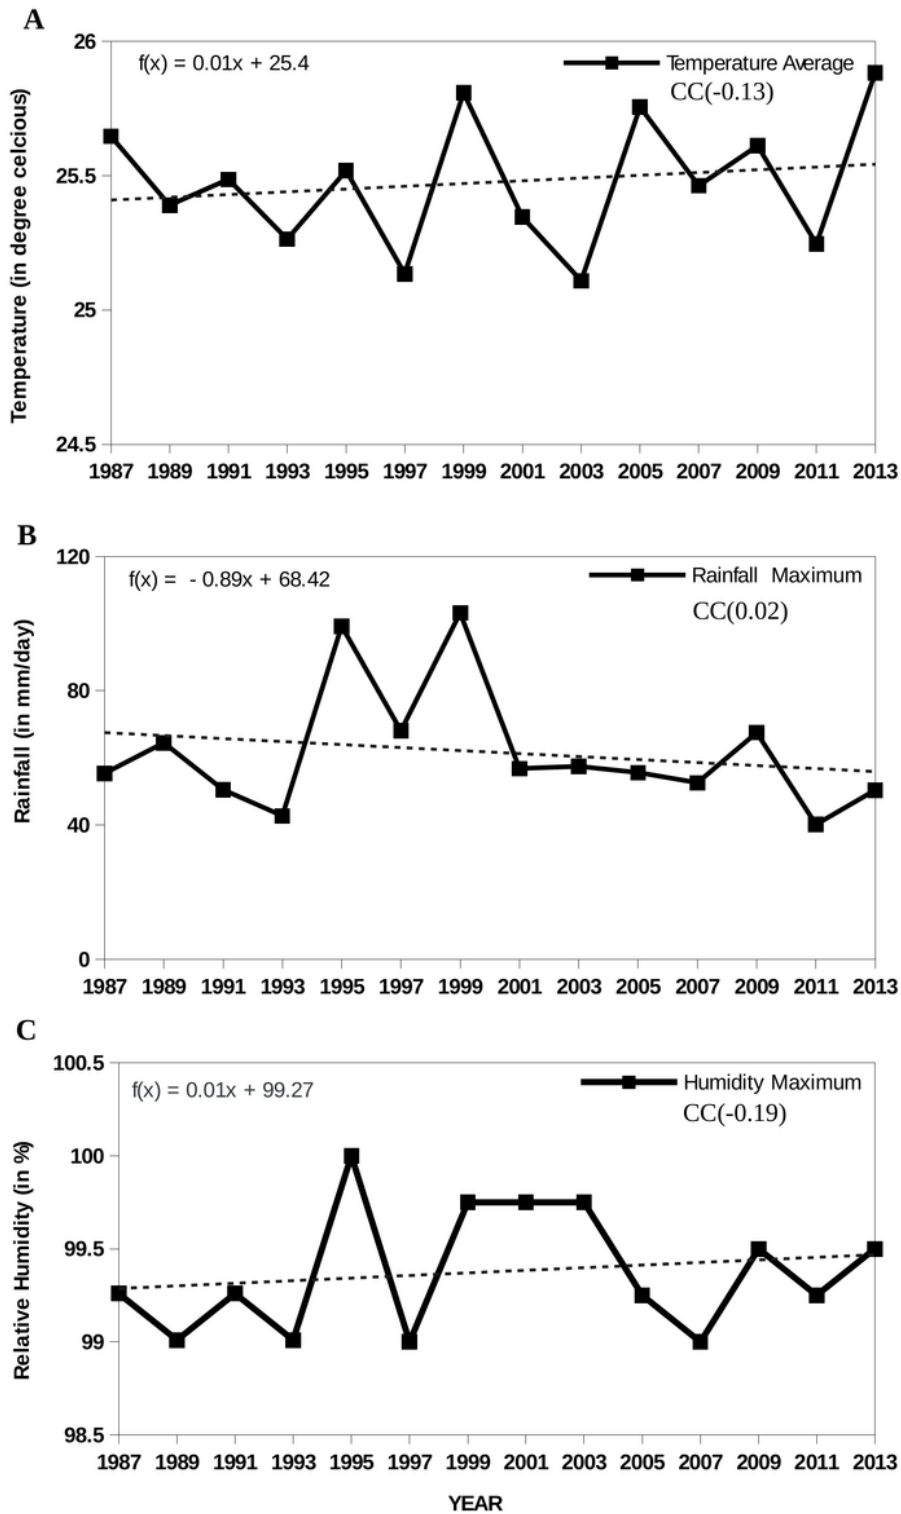 A
26
f(x) = 0.01x + 25.4
Temperature Average
CC(-0.13)
25.5
25
24.5
Temperature (in degree celcious)
1987 1989 1991 1993 1995 1997 1999 2001 2003 2005 2007 2009 2011 2013
B
120
f(x) = - 0.89x + 68.42
Rainfall Maximum
CC(0.02)
80
40
0
Rainfall (in mm/day)
1987 1989 1991 1993 1995 1997 1999 2001 2003 2005 2007 2009 2011 2013
C
100.5
f(x) = 0.01x + 99.27
Humidity Maximum
CC(-0.19)
100
99.5
99
98.5
Relative Humidity (in %)
1987 1989 1991 1993 1995 1997 1999 2001 2003 2005 2007 2009 2011 2013
YEAR